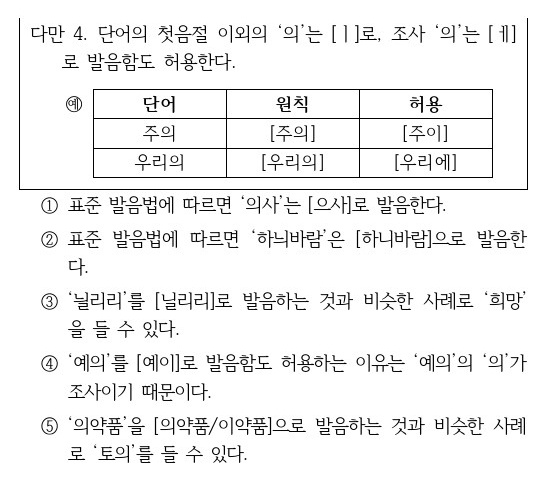 다만 4. 단어의 첫음절 이외의 ‘의’는 [ㅣ]로, 조사 ‘의’는 [ㅔ]
로 발음함도 허용한다.
㉠ 단어 원칙 허용
주의 [주의] [주이]
우리의 [우리의] [우리에]
① 표준 발음법에 따르면 ‘의사’는 [으사]로 발음한다.
② 표준 발음법에 따르면 ‘하늬바람’은 [하니바람]으로 발음한
다.
③ ‘닐리리’를 [닐리리]로 발음하는 것과 비슷한 사례로 ‘희망’
을 들 수 있다.
④ ‘예의’를 [예이]로 발음함도 허용하는 이유는 ‘예의’의 ‘의’가
조사이기 때문이다.
⑤ ‘의약품’을 [의약품/이약품]으로 발음하는 것과 비슷한 사례
로 ‘토의’를 들 수 있다.